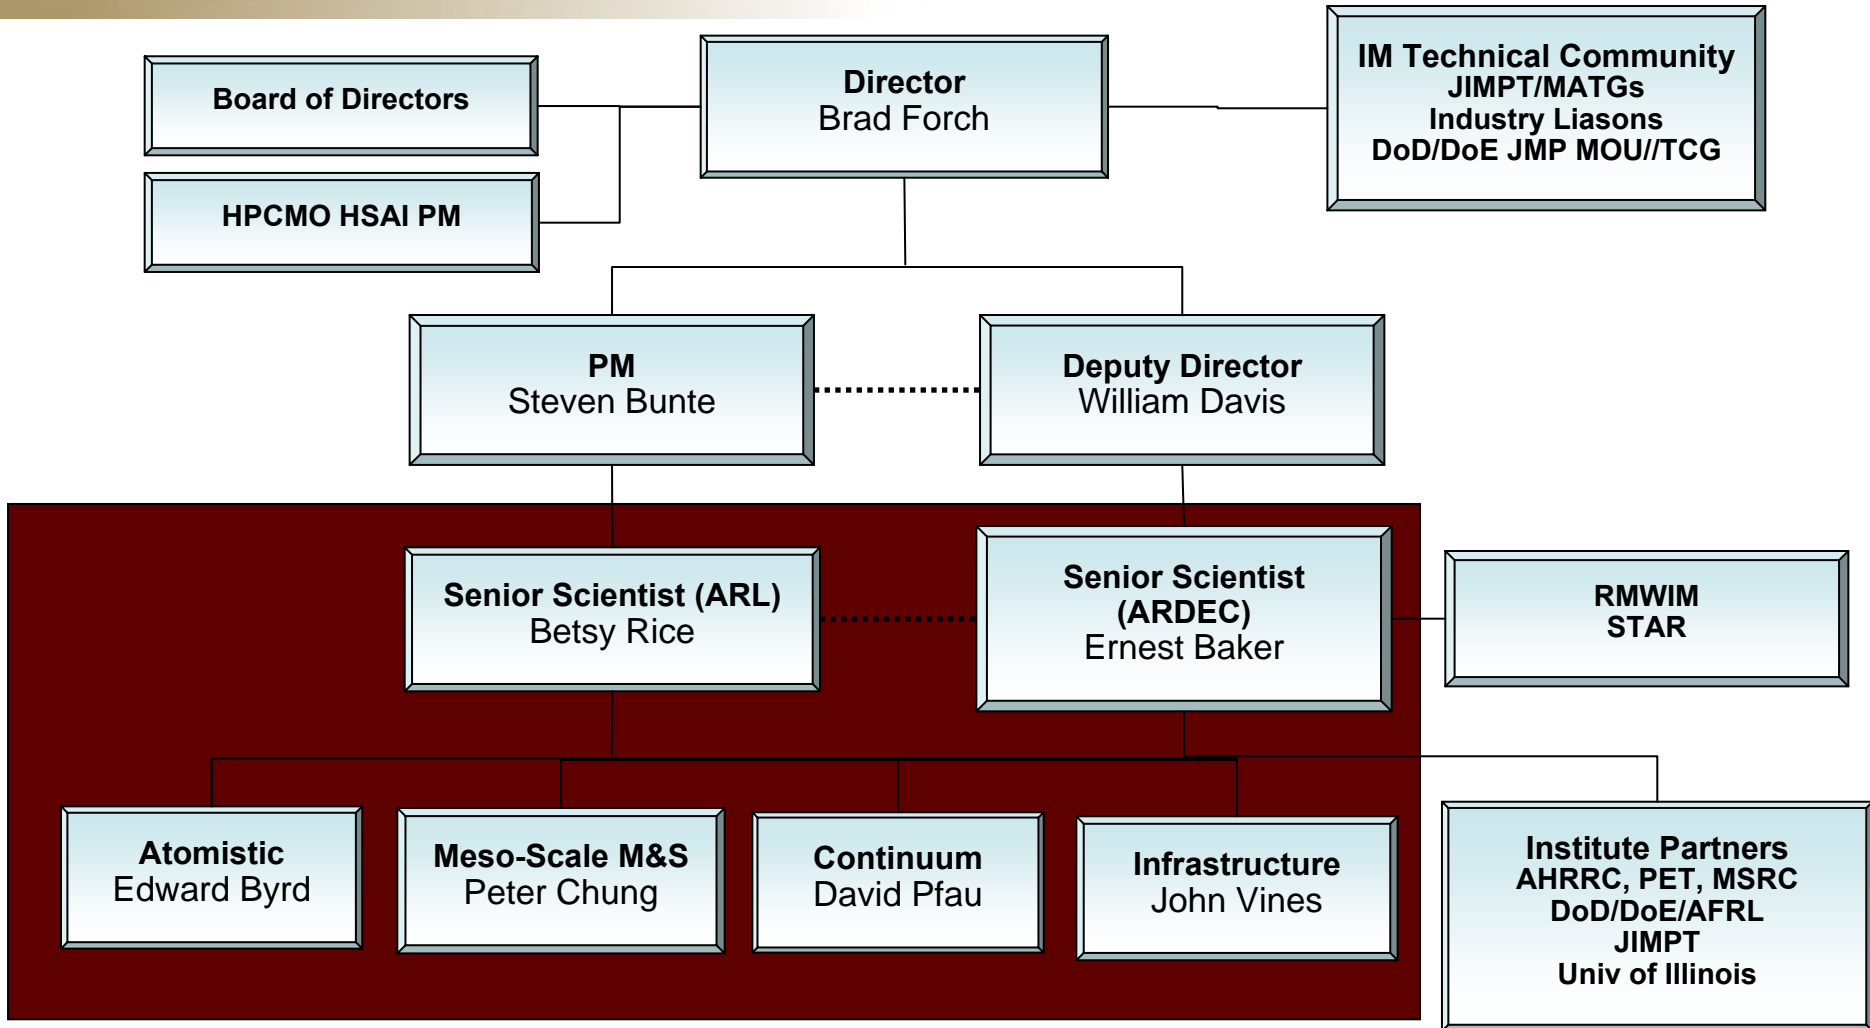 Board of Directors
HPCMO HSAI PM
Director
Brad Forch
IM Technical Community
JIMPT/MATGs
Industry Liasons
DoD/DoE JMP MOU//TCG
PM
Steven Bunte
Deputy Director
William Davis
Senior Scientist (ARL)
Betsy Rice
Senior Scientist
(ARDEC)
Ernest Baker
RMWIM
STAR
Atomistic
Edward Byrd
Meso-Scale M&S
Peter Chung
Continuum
David Pfau
Infrastructure
John Vines
Institute Partners
AHRRC, PET, MSRC
DoD/DoE/AFRL
JIMPT
Univ of Illinois